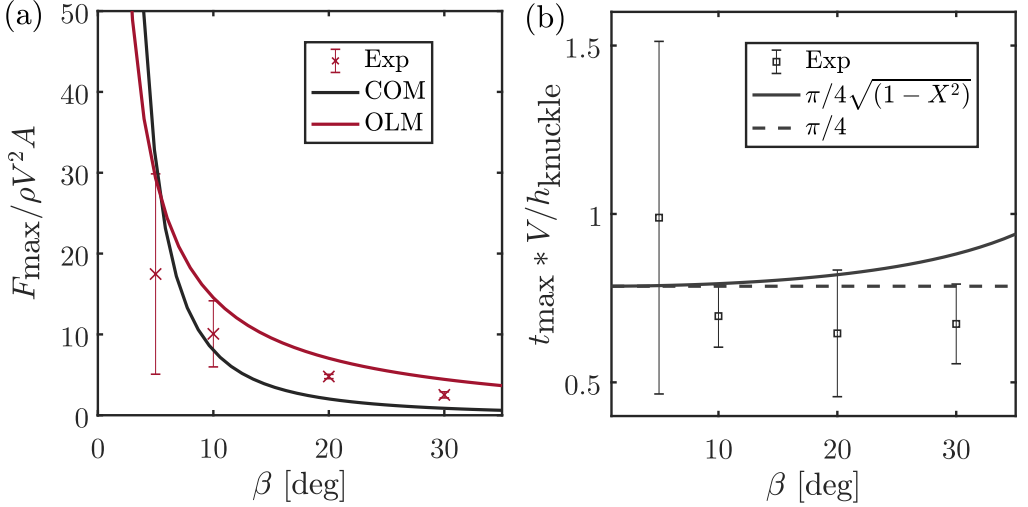 (a)
F_max/ρV²A
50
40
30
20
10
0
Exp
COM
OLM
0 10 20 30
β [deg]
(b)
t_max * V/h_knuckle
1.5
1
0.5
Exp
π/4√(1 − X²)
π/4
10 20 30
β [deg]